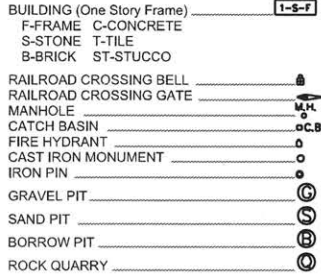 BUILDING (One Story Frame) 1-S-F
F-FRAME C-CONCRETE
S-STONE T-TILE
B-BRICK ST-STUCCO
RAILROAD CROSSING BELL
RAILROAD CROSSING GATE
MANHOLE M.H.
CATCH BASIN C.B
FIRE HYDRANT
CAST IRON MONUMENT
IRON PIN
GRAVEL PIT G
SAND PIT S
BORROW PIT B
ROCK QUARRY Q